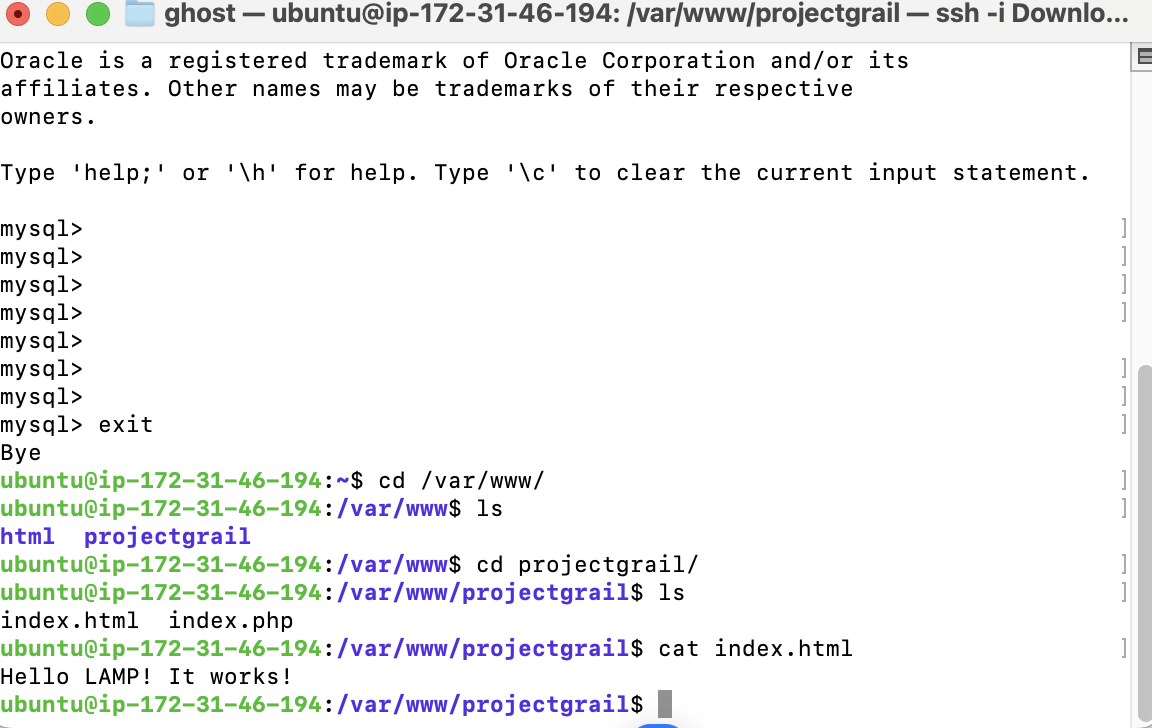 ghost — ubuntu@ip-172-31-46-194: /var/www/projectgrail — ssh -i Downlo...
Oracle is a registered trademark of Oracle Corporation and/or its
affiliates. Other names may be trademarks of their respective
owners.
Type 'help;' or '\h' for help. Type '\c' to clear the current input statement.
mysql>
mysql>
mysql>
mysql>
mysql>
mysql>
mysql>
mysql> exit
Bye
ubuntu@ip-172-31-46-194:~$ cd /var/www/
ubuntu@ip-172-31-46-194:/var/www$ ls
html  projectgrail
ubuntu@ip-172-31-46-194:/var/www$ cd projectgrail/
ubuntu@ip-172-31-46-194:/var/www/projectgrail$ ls
index.html  index.php
ubuntu@ip-172-31-46-194:/var/www/projectgrail$ cat index.html
Hello LAMP! It works!
ubuntu@ip-172-31-46-194:/var/www/projectgrail$